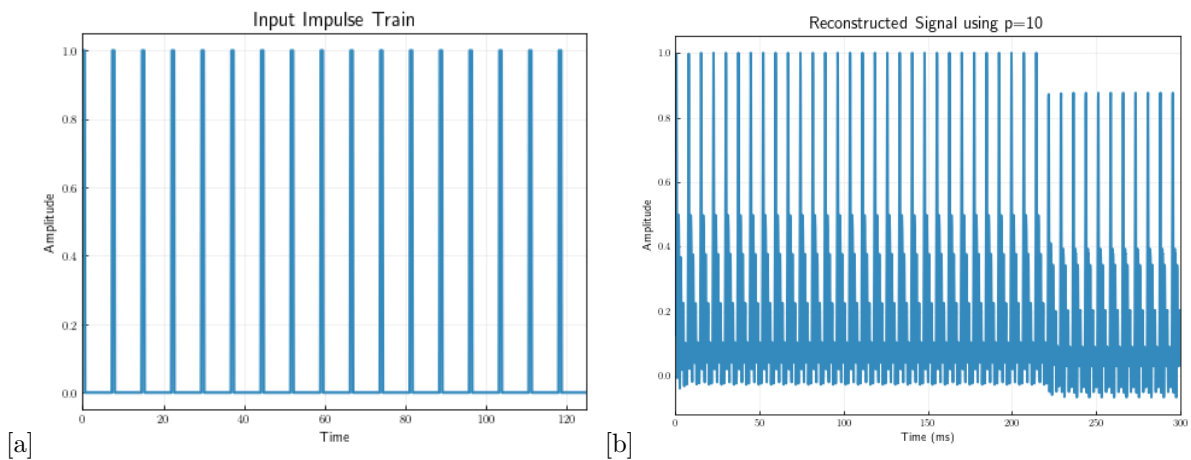 Input Impulse Train
1.0
0.8
0.6
0.4
0.2
0.0
Amplitude
0 20 40 60 80 100 120
Time
[a]
Reconstructed Signal using p=10
1.0
0.8
0.6
0.4
0.2
0.0
Amplitude
0 50 100 150 200 250 300
Time (ms)
[b]